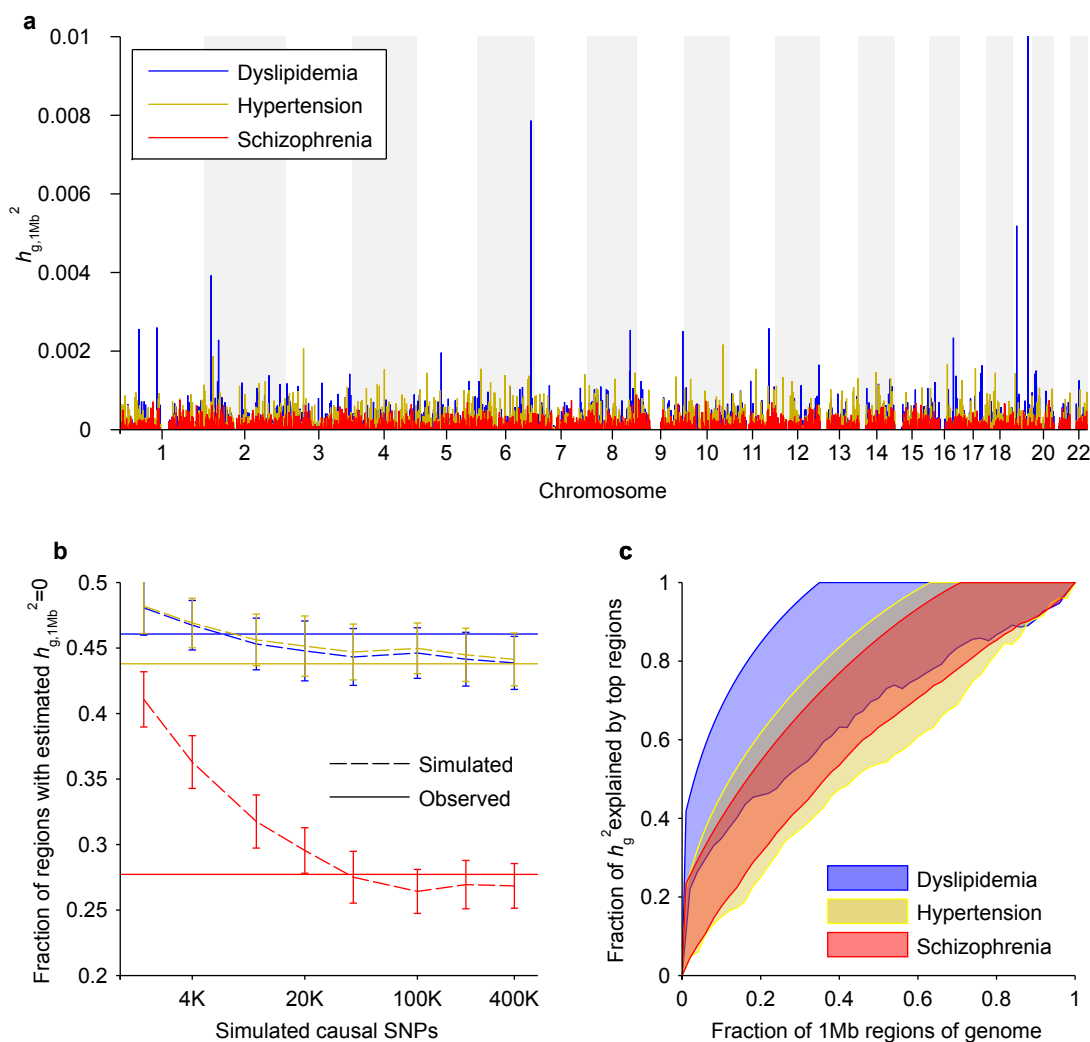 a
0.01
0.008
0.006
0.004
0.002
0
h g,1Mb 2
Dyslipidemia
Hypertension
Schizophrenia
1 2 3 4 5 6 7 8 9 10 11 12 13 14 15 16 17 18 20 22
Chromosome
b
Fraction of regions with estimated h g,1Mb 2=0
0.5
0.45
0.4
0.35
0.3
0.25
0.2
Simulated
Observed
4K 20K 100K 400K
Simulated causal SNPs
c
Fraction of h g 2 explained by top regions
1
0.8
0.6
0.4
0.2
0
Dyslipidemia
Hypertension
Schizophrenia
0 0.2 0.4 0.6 0.8 1
Fraction of 1Mb regions of genome